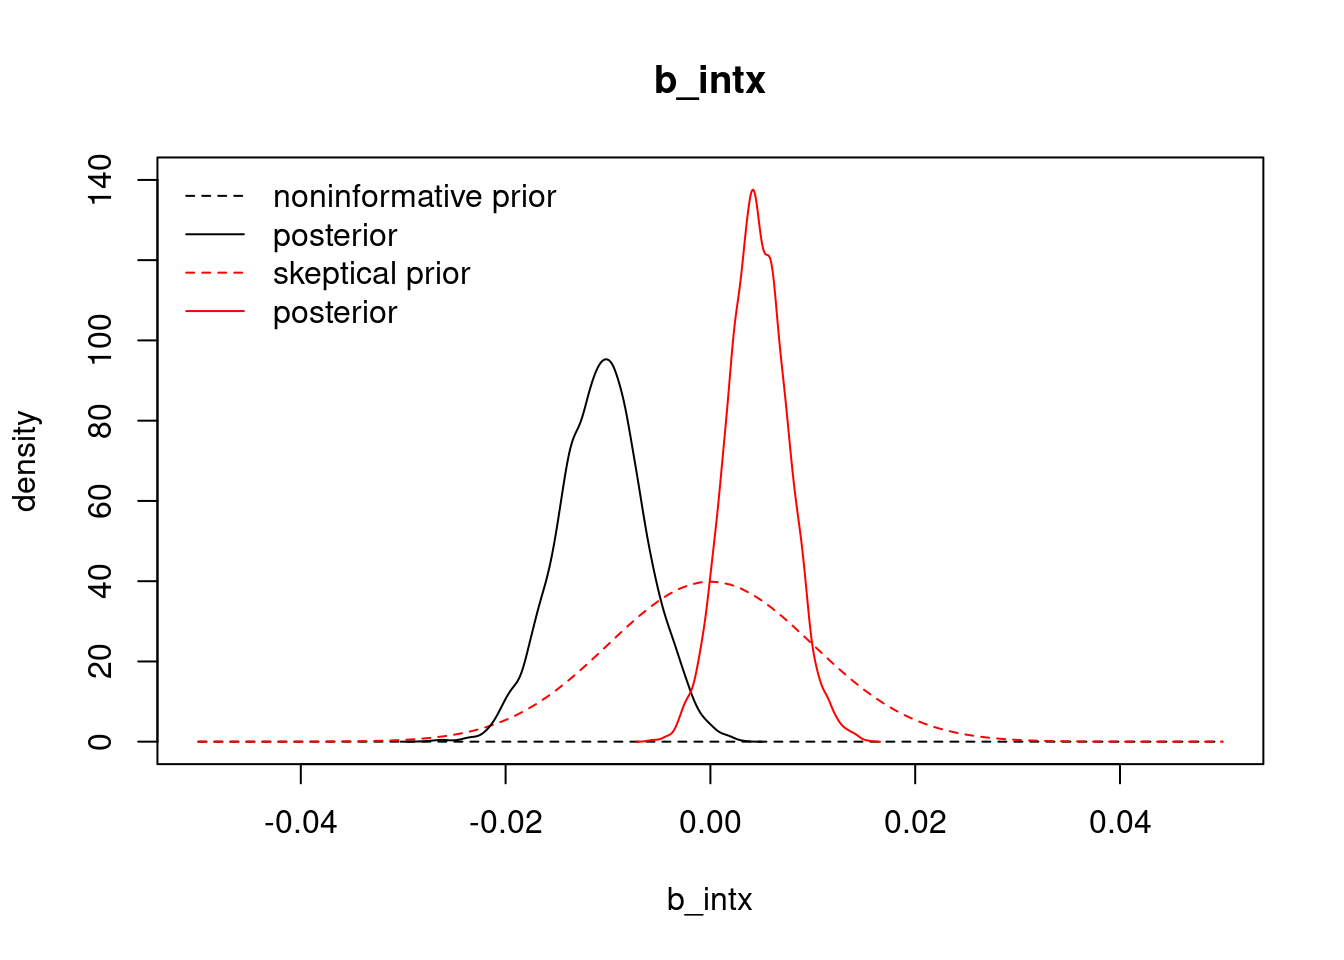 b_intx
noninformative prior
posterior
skeptical prior
posterior
density
140
100
80
60
40
20
0
-0.04
-0.02
0.00
0.02
0.04
b_intx